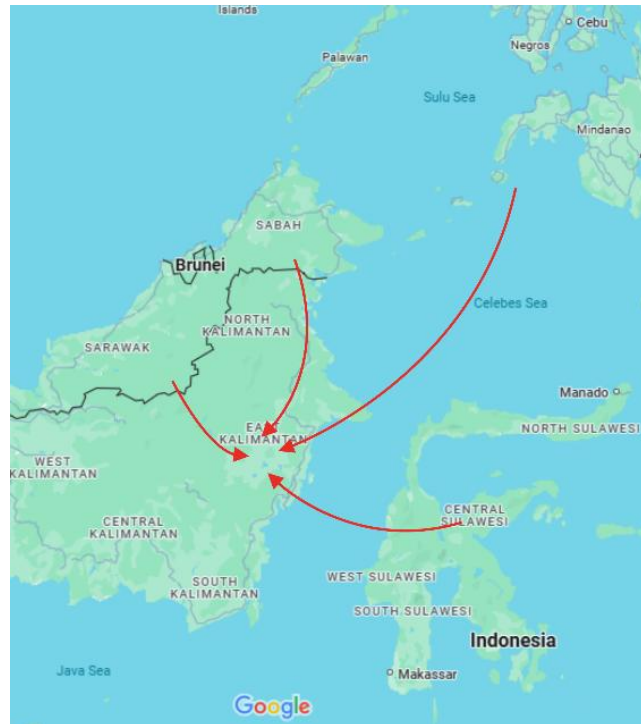 Islands
Cebu
Palawan
Negros
Sulu Sea
Mindanao
SABAH
Brunei
Celebes Sea
NORTH
KALIMANTAN
SARAWAK
Manado
EAST
KALIMANTAN
NORTH SULAWESI
WEST
KALIMANTAN
CENTRAL
SULAWESI
CENTRAL
KALIMANTAN
WEST SULAWESI
SOUTH
KALIMANTAN
SOUTH SULAWESI
Indonesia
Java Sea
Makassar
Google